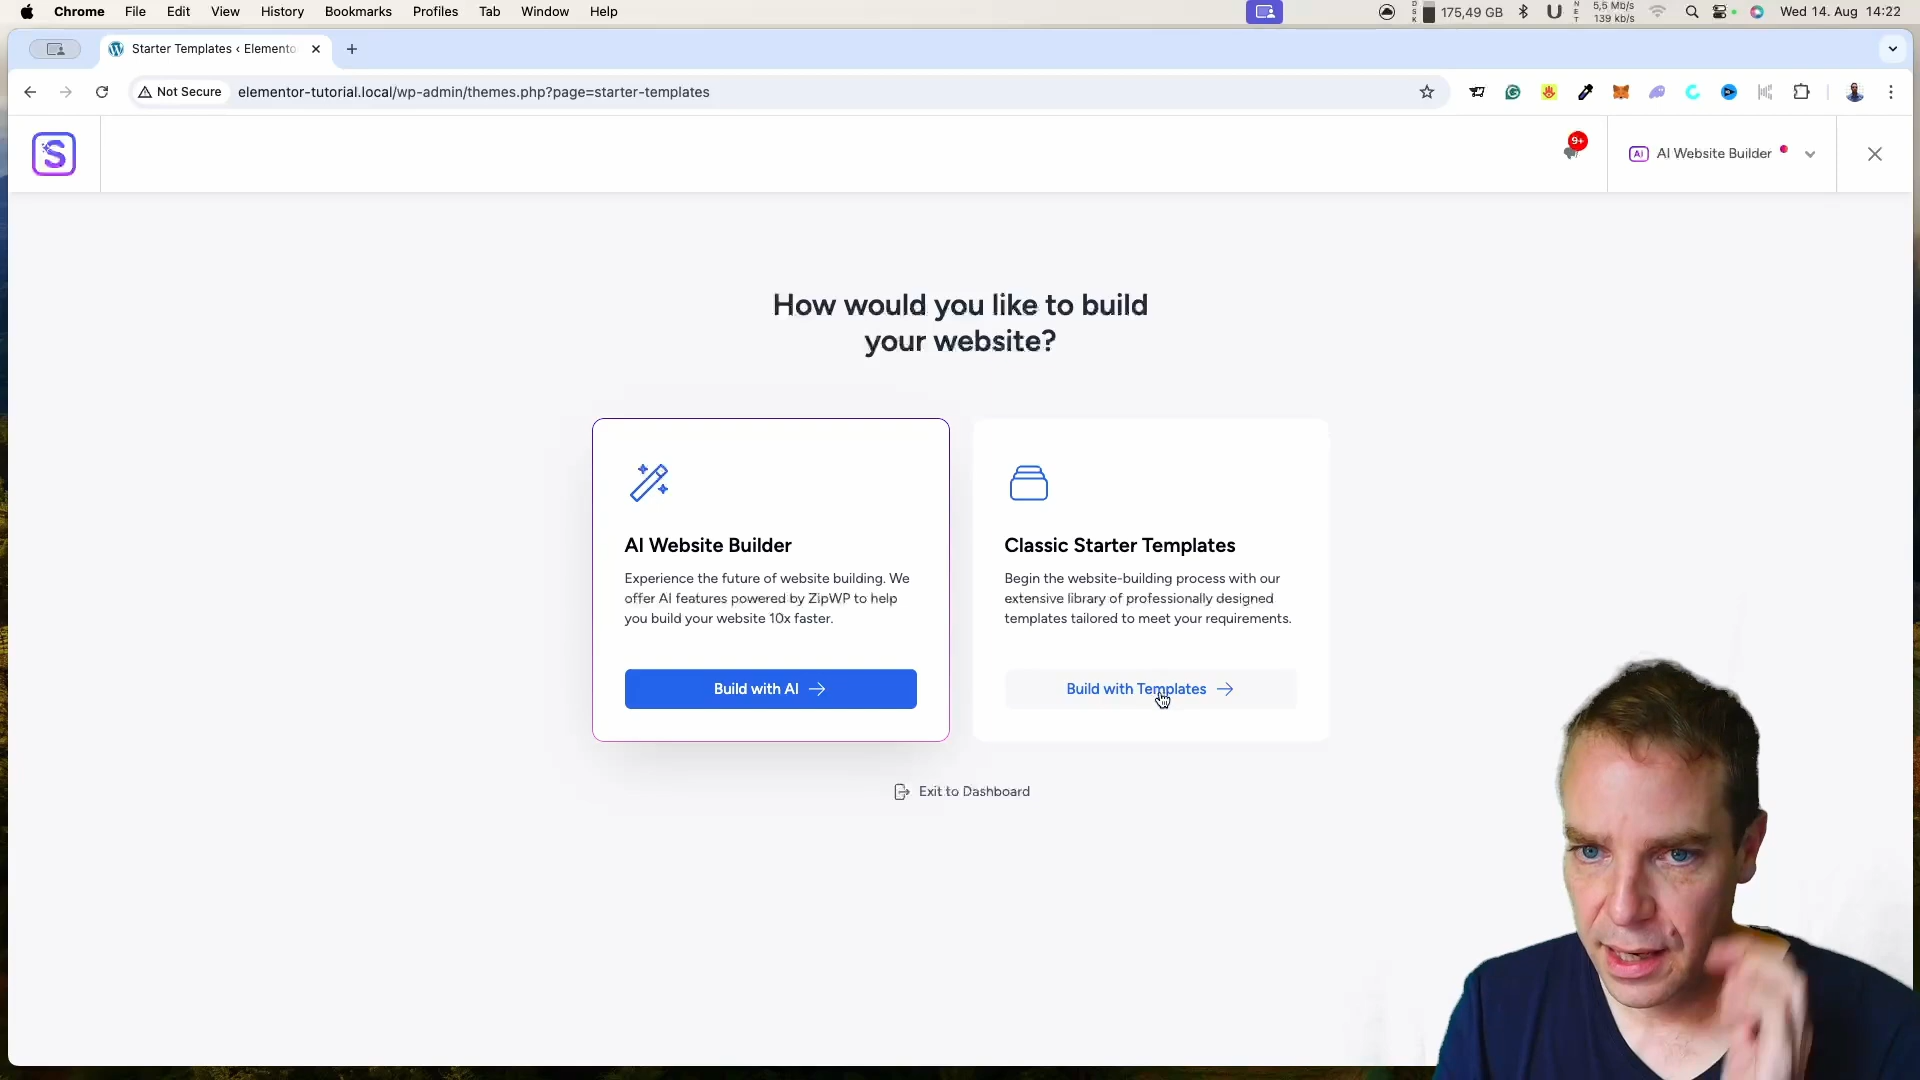 Chrome File Edit View History Bookmarks Profiles Tab Window Help
175,49 GB
5,5 Mb/s
139 kb/s
Wed 14. Aug 14:22
Starter Templates ‹ Elemento
Not Secure
elementor-tutorial.local/wp-admin/themes.php?page=starter-templates
S
9+
AI
AI Website Builder
How would you like to build
your website?
AI Website Builder
Experience the future of website building. We
offer AI features powered by ZipWP to help
you build your website 10x faster.
Build with AI
Classic Starter Templates
Begin the website-building process with our
extensive library of professionally designed
templates tailored to meet your requirements.
Build with Templates
Exit to Dashboard